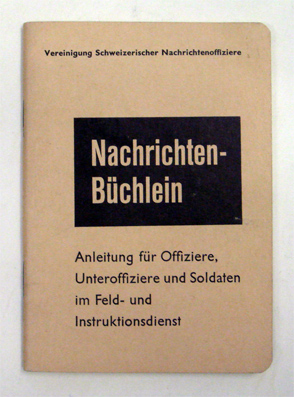 Vereinigung Schweizerischer Nachrichtenoffiziere
Nachrichten-
Büchlein
Anleitung für Offiziere,
Unteroffiziere und Soldaten
im Feld- und
Instruktionsdienst